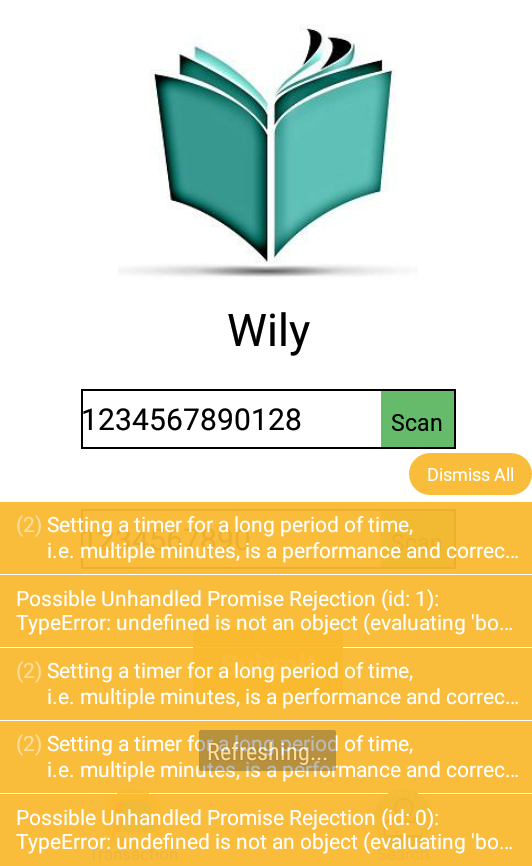 Wily
1234567890128 Scan
Dismiss All
(2) Setting a timer for a long period of time,
i.e. multiple minutes, is a performance and correc...
1234567890 Scan
Possible Unhandled Promise Rejection (id: 1):
TypeError: undefined is not an object (evaluating 'bo...
(2) Setting a timer for a long period of time,
i.e. multiple minutes, is a performance and correc...
(2) Setting a timer for a long period of time,
i.e. multiple minutes, is a performance and correc...
Refreshing...
Possible Unhandled Promise Rejection (id: 0):
TypeError: undefined is not an object (evaluating 'bo...
Transaction